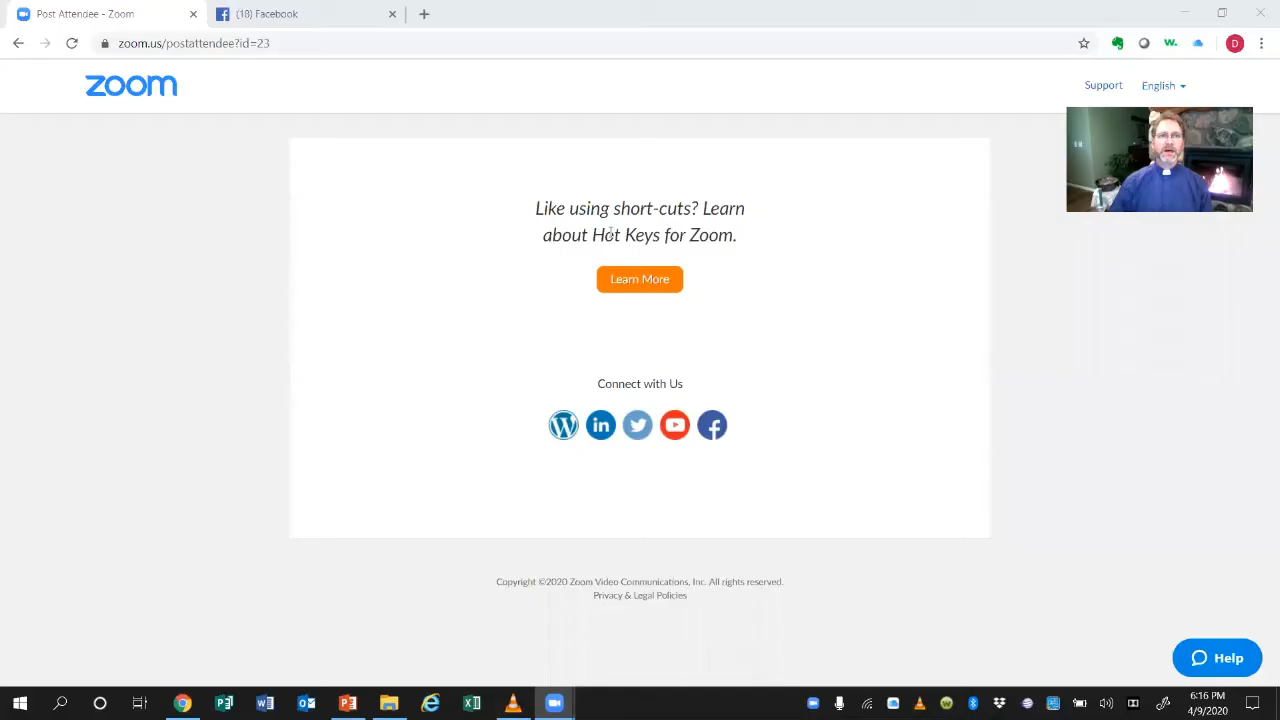 Post Attendee - Zoom
(18) Facebook
zoom.us/postattendee?id=23
D
zoom
Support
English
Like using short-cuts? Learn
about Hot Keys for Zoom.
Learn More
Connect with Us
Copyright ©2020 Zoom Video Communications, Inc. All rights reserved.
Privacy & Legal Policies
Help
6:16 PM
4/9/2020